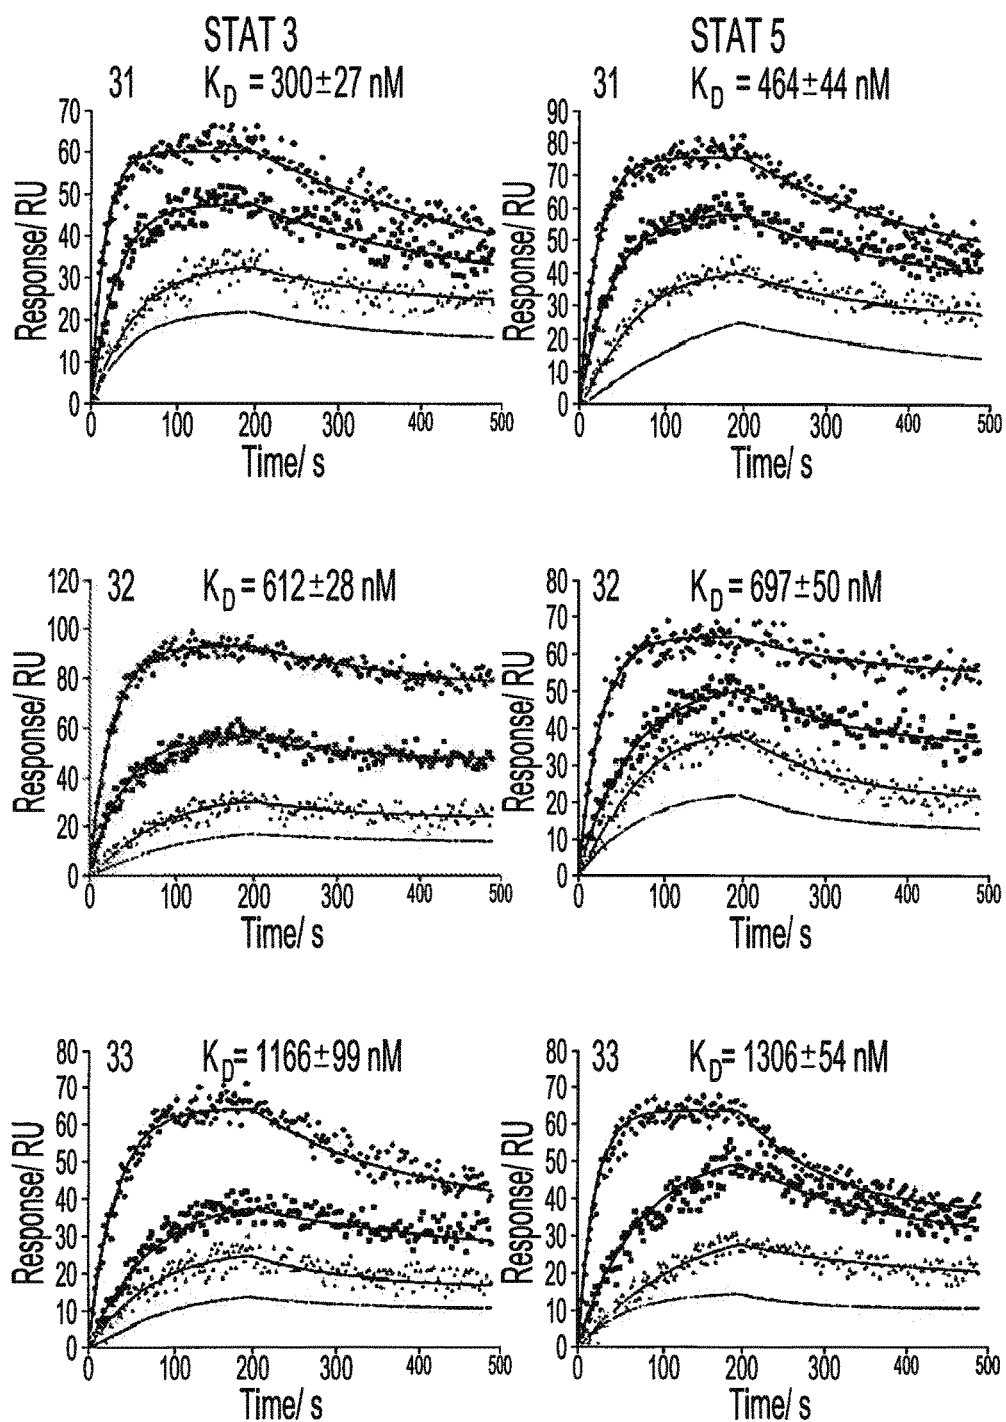 STAT 3
STAT 5
31 K_D = 300±27 nM
31 K_D = 464±44 nM
Response/ RU
70
60
50
40
30
20
10
0
0 100 200 300 400 500
Time/ s
Response/ RU
90
80
70
60
50
40
30
20
10
0
0 100 200 300 400 500
Time/ s
32 K_D = 612±28 nM
32 K_D = 697±50 nM
Response/ RU
120
100
80
60
40
20
0
0 100 200 300 400 500
Time/ s
Response/ RU
80
70
60
50
40
30
20
10
0
0 100 200 300 400 500
Time/ s
33 K_D= 1166±99 nM
33 K_D= 1306±54 nM
Response/ RU
80
70
60
50
40
30
20
10
0
0 100 200 300 400 500
Time/ s
Response/ RU
80
70
60
50
40
30
20
10
0
0 100 200 300 400 500
Time/ s